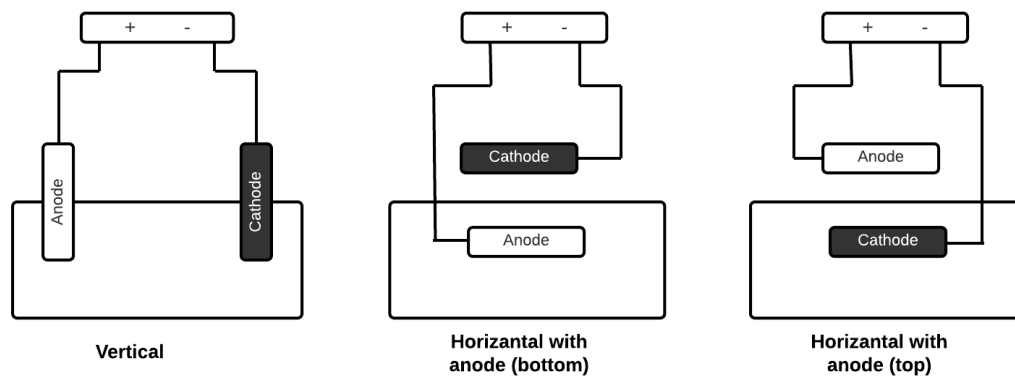 + -
+ -
+ -
Anode
Cathode
Cathode
Anode
Anode
Cathode
Vertical
Horizantal with
anode (bottom)
Horizantal with
anode (top)